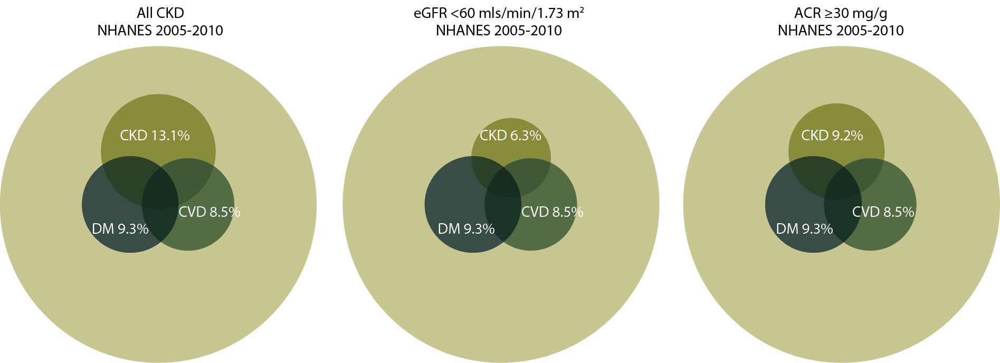 All CKD
NHANES 2005-2010
CKD 13.1%
CVD 8.5%
DM 9.3%
eGFR <60 mls/min/1.73 m²
NHANES 2005-2010
CKD 6.3%
CVD 8.5%
DM 9.3%
ACR ≥30 mg/g
NHANES 2005-2010
CKD 9.2%
CVD 8.5%
DM 9.3%